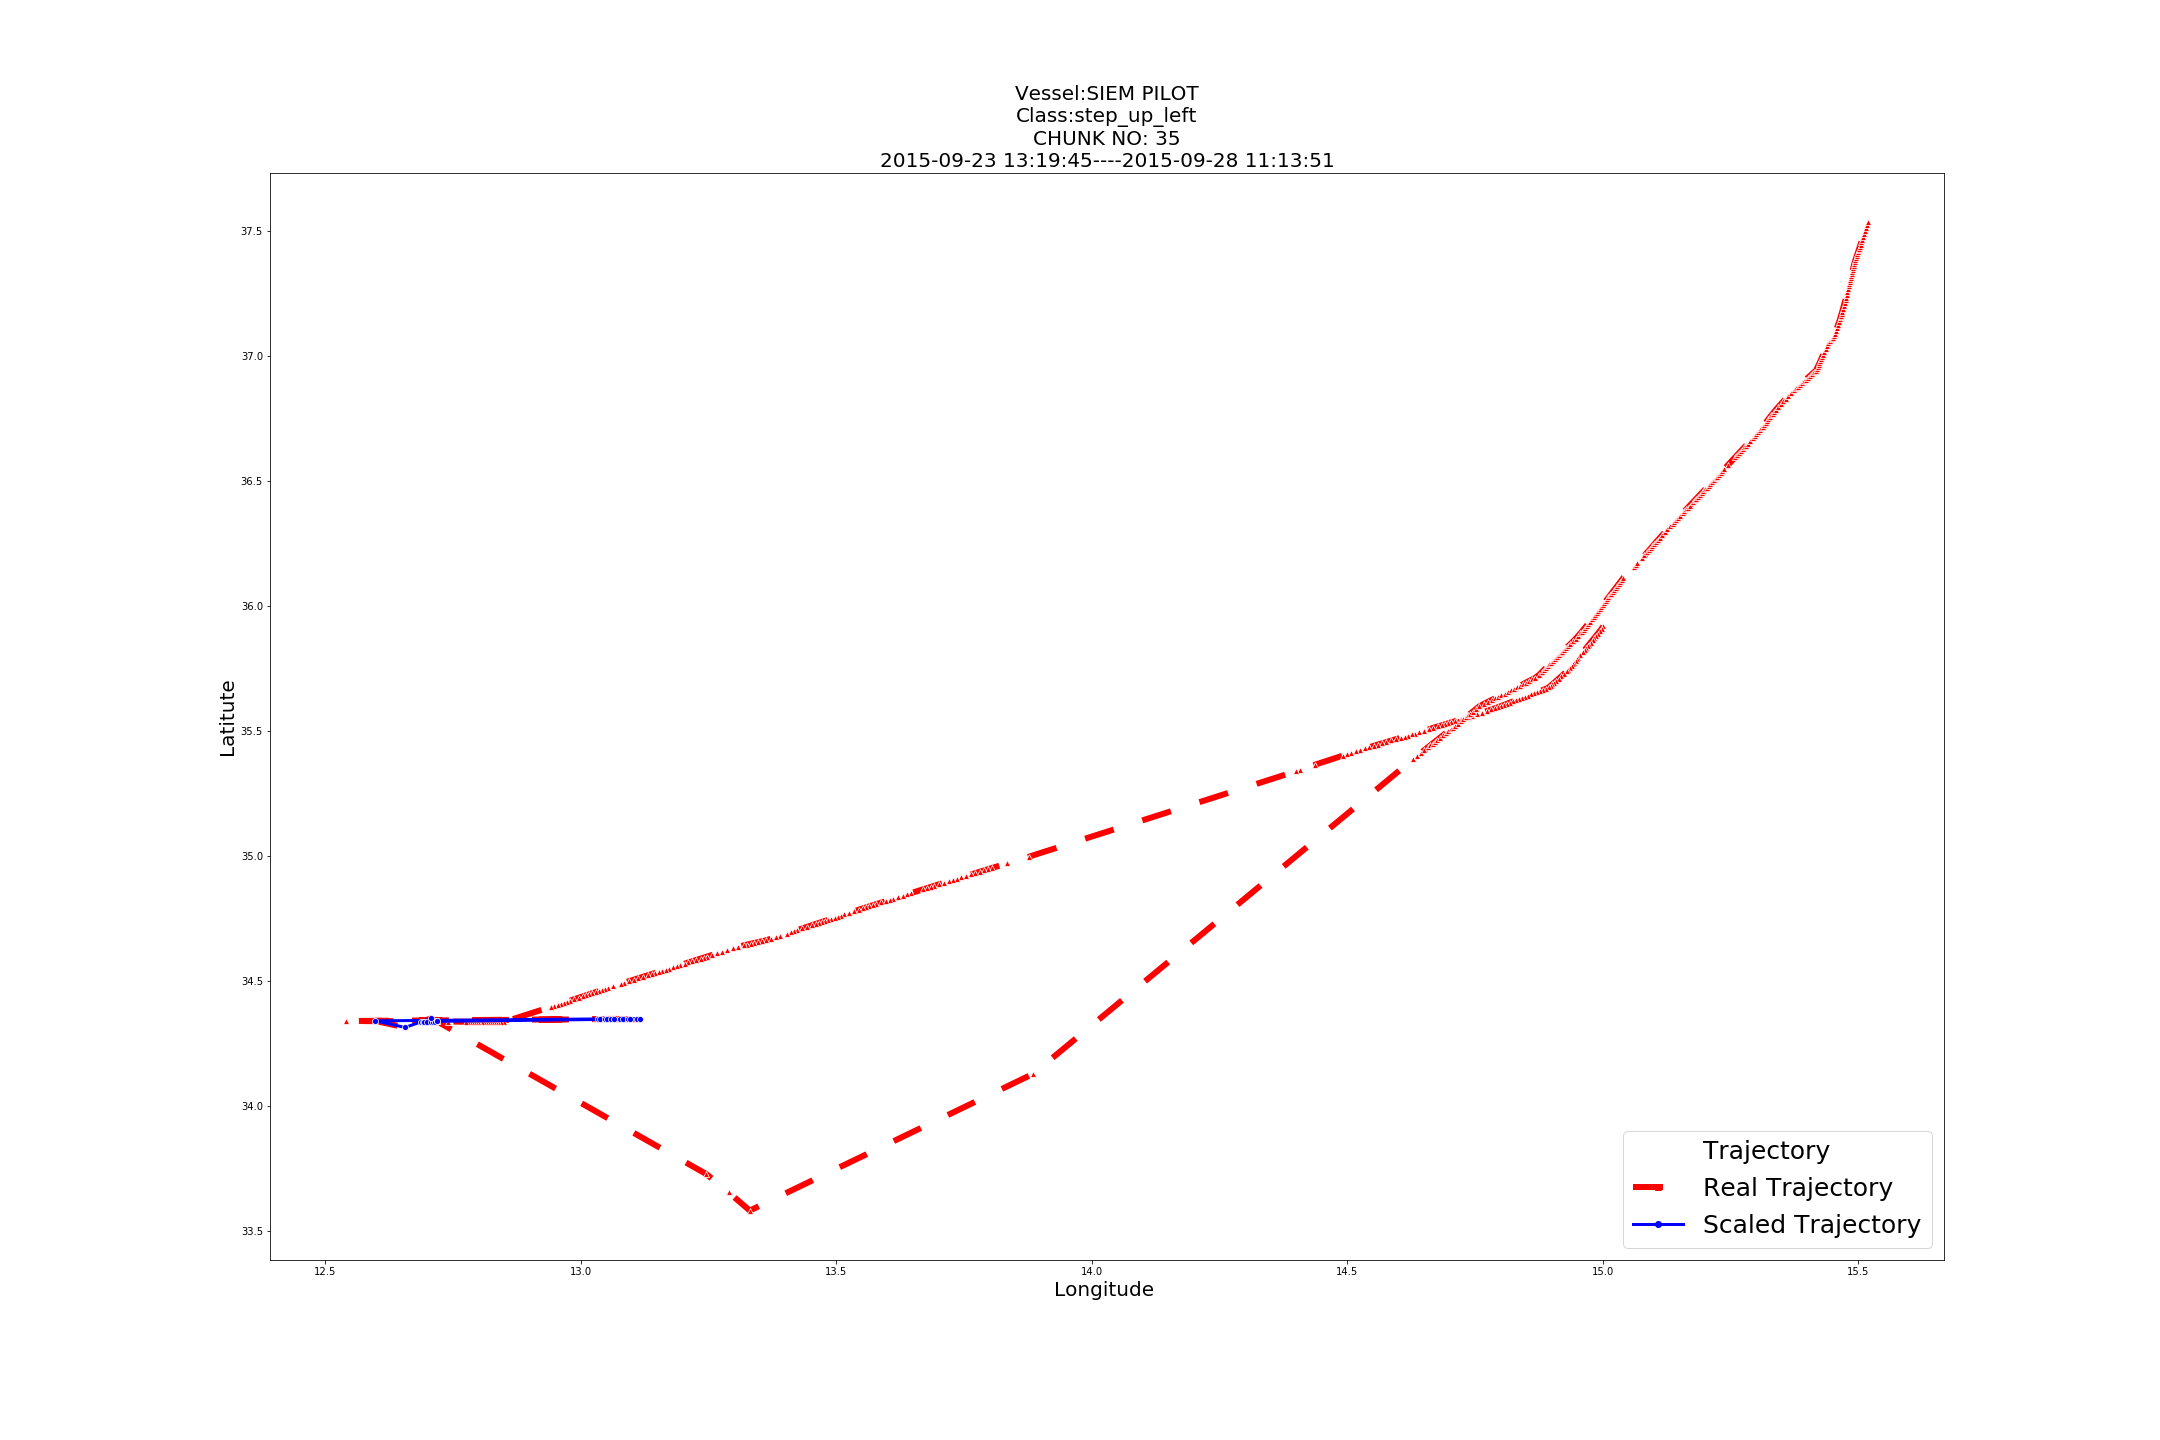 Vessel:SIEM PILOT
Class:step_up_left
CHUNK NO: 35
2015-09-23 13:19:45----2015-09-28 11:13:51
Latitute
37.5
37.0
36.5
36.0
35.5
35.0
34.5
34.0
33.5
12.5 13.0 13.5 14.0 14.5 15.0 15.5
Longitude
Trajectory
Real Trajectory
Scaled Trajectory